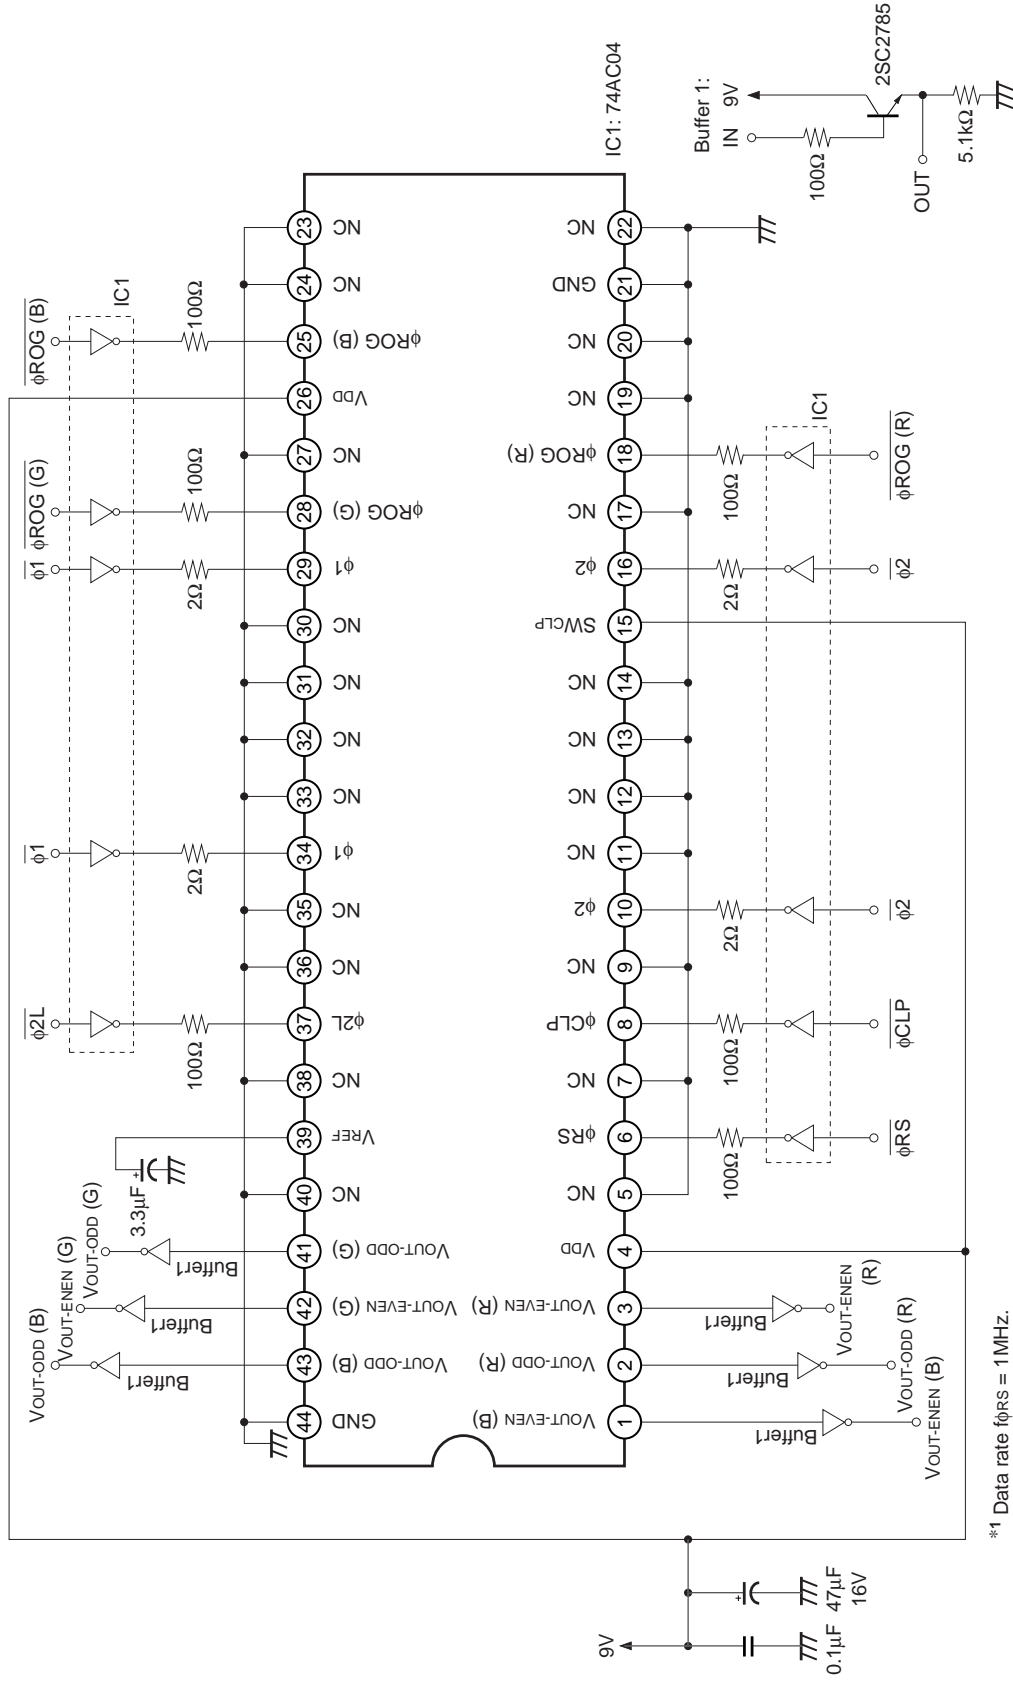 φROG (B)
IC1
φROG (G)
φ1
φ1
φ2L
100Ω
100Ω
2Ω
2Ω
100Ω
3.3μF
+
VOUT-ODD (G)
VOUT-ENEN (G)
VOUT-ODD (B)
Buffer1
Buffer1
Buffer1
23 NC
24 NC
25 φROG (B)
26 VDD
27 NC
28 φROG (G)
29 φ1
30 NC
31 NC
32 NC
33 NC
34 φ1
35 NC
36 NC
37 φ2L
38 NC
39 VREF
40 NC
41 VOUT-ODD (G)
42 VOUT-EVEN (G)
43 VOUT-ODD (B)
44 GND
22 NC
21 GND
20 NC
19 NC
18 φROG (R)
17 NC
16 φ2
15 SWCLP
14 NC
13 NC
12 NC
11 NC
10 φ2
9 NC
8 φCLP
7 NC
6 φRS
5 NC
4 VDD
3 VOUT-EVEN (R)
2 VOUT-ODD (R)
1 VOUT-EVEN (B)
IC1: 74AC04
100Ω
2Ω
2Ω
100Ω
100Ω
IC1
φROG (R)
φ2
φ2
φCLP
φRS
Buffer1
Buffer1
Buffer1
VOUT-ENEN
(R)
VOUT-ODD (R)
VOUT-ENEN (B)
Buffer 1:
IN
9V
100Ω
2SC2785
OUT
5.1kΩ
9V
+
0.1μF
47μF
16V
*1 Data rate fφRS = 1MHz.